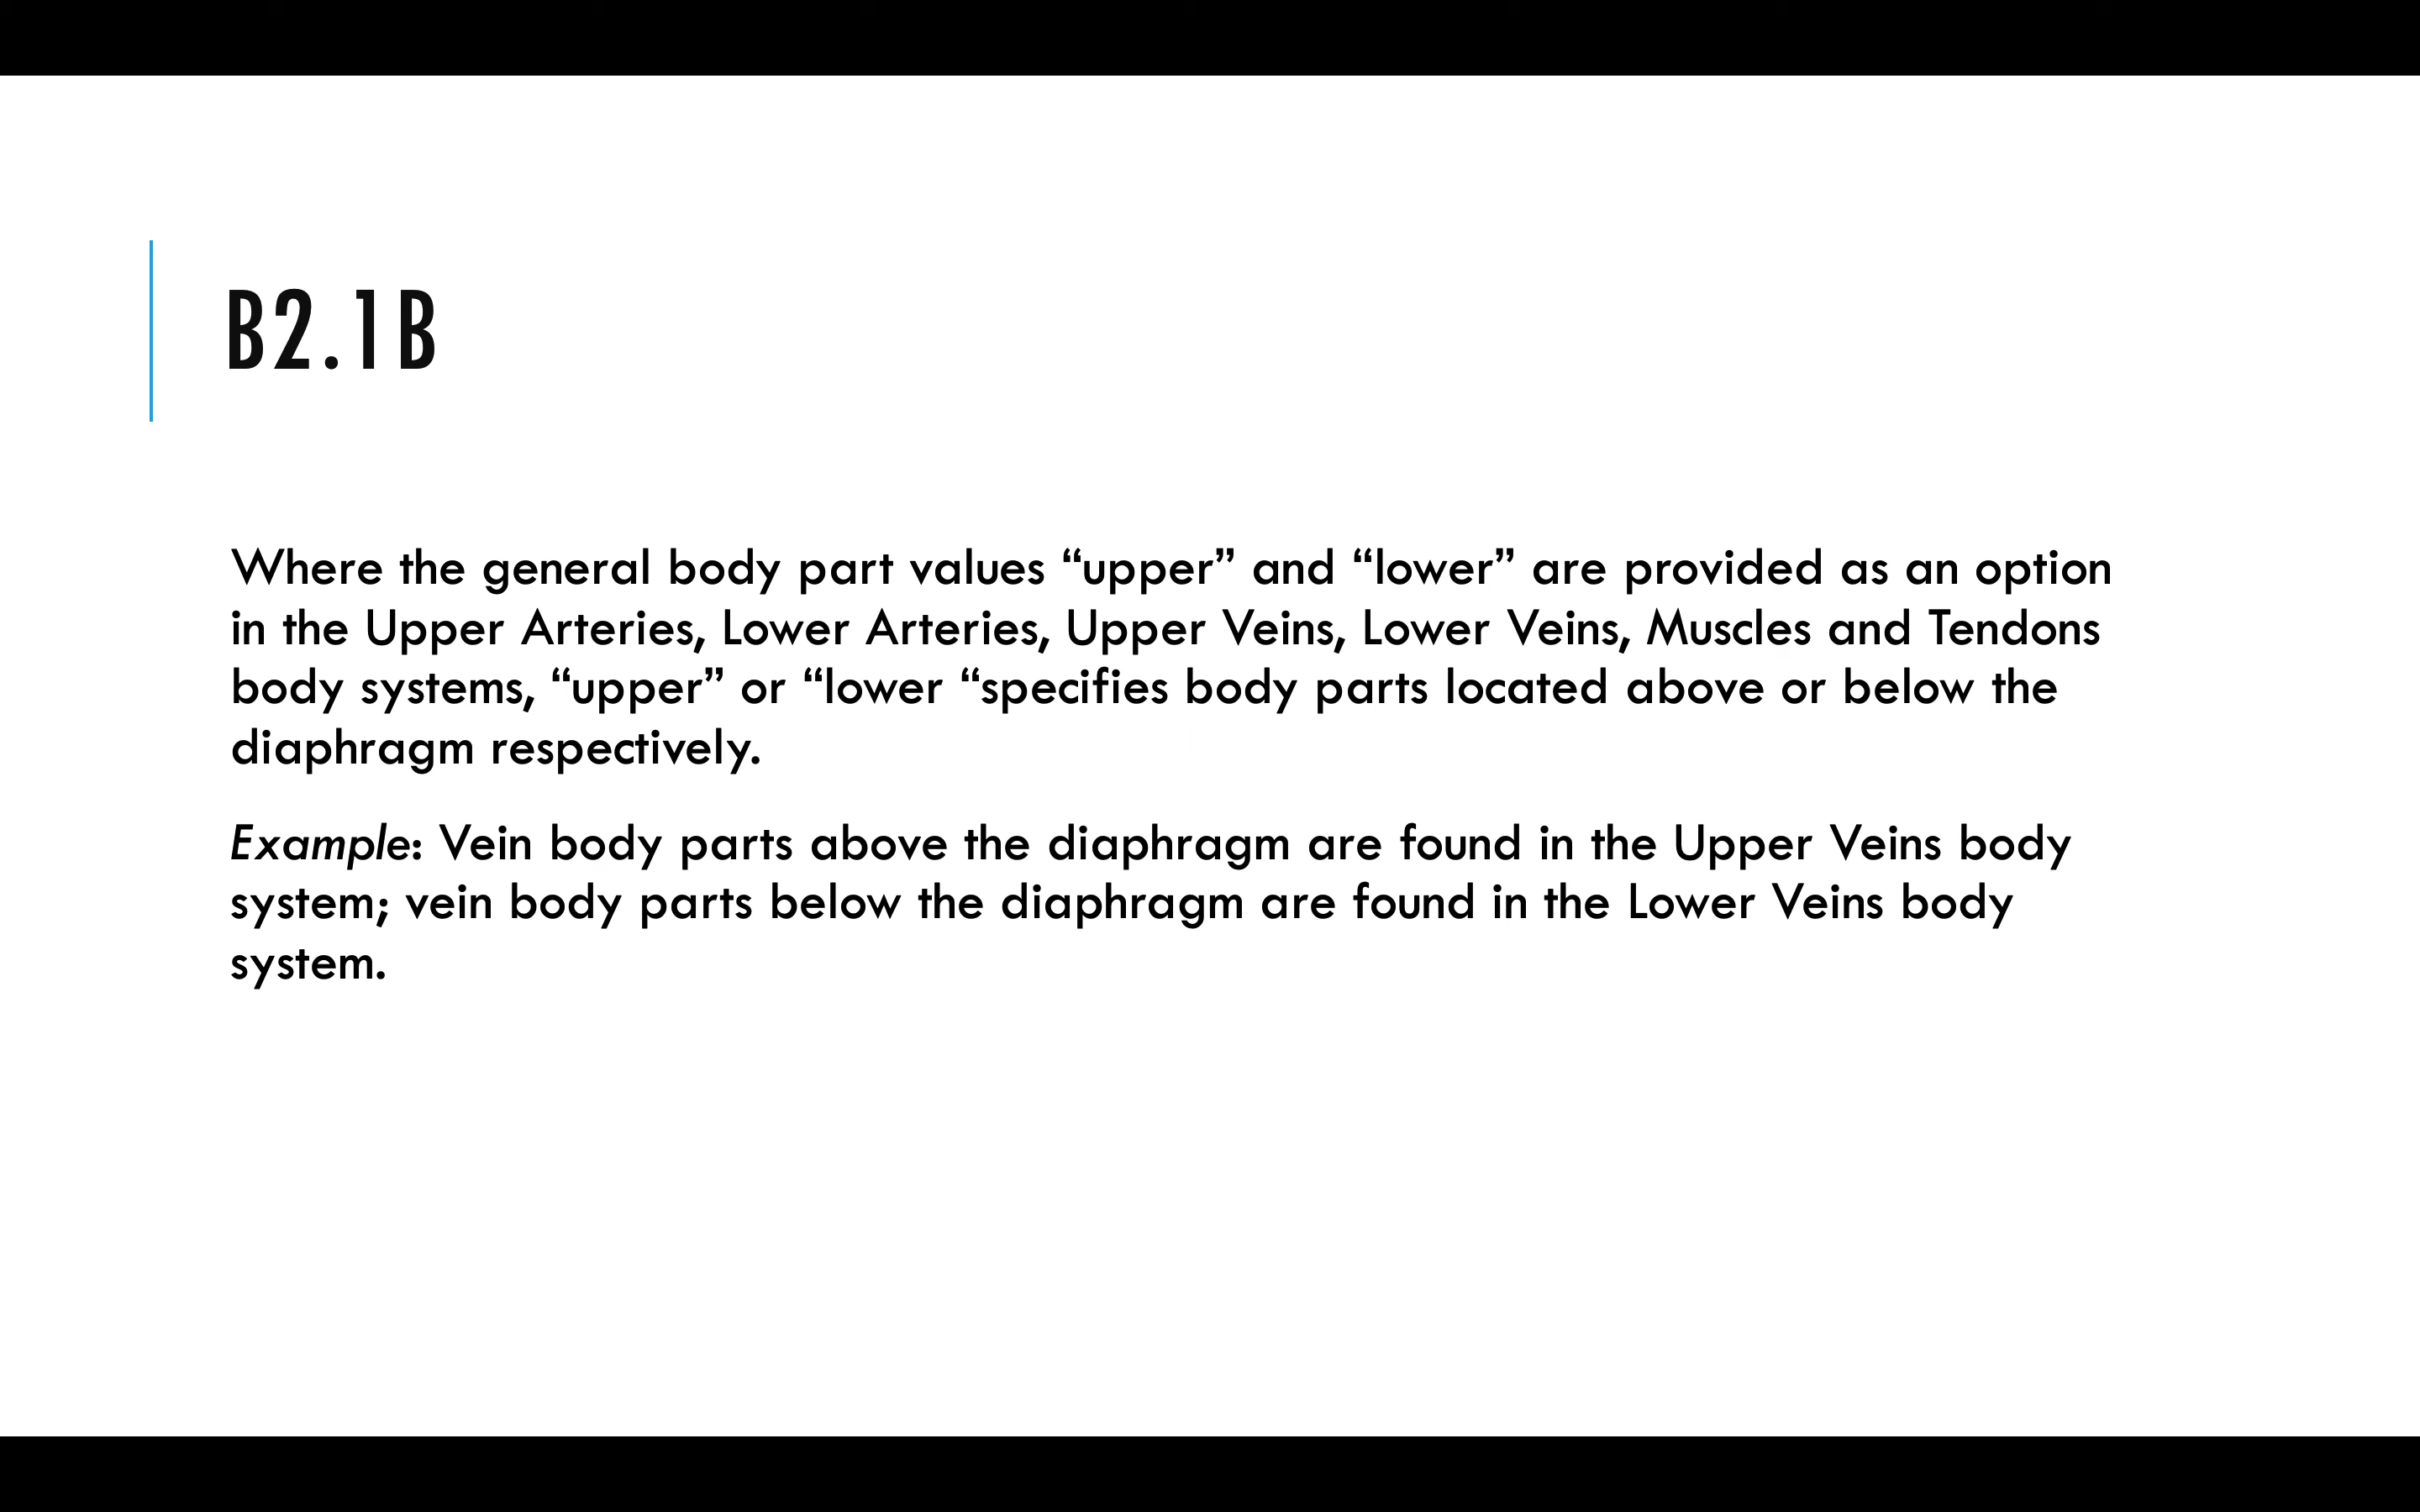 B2.1B
Where the general body part values “upper” and “lower” are provided as an option
in the Upper Arteries, Lower Arteries, Upper Veins, Lower Veins, Muscles and Tendons
body systems, “upper” or “lower “specifies body parts located above or below the
diaphragm respectively.
Example: Vein body parts above the diaphragm are found in the Upper Veins body
system; vein body parts below the diaphragm are found in the Lower Veins body
system.